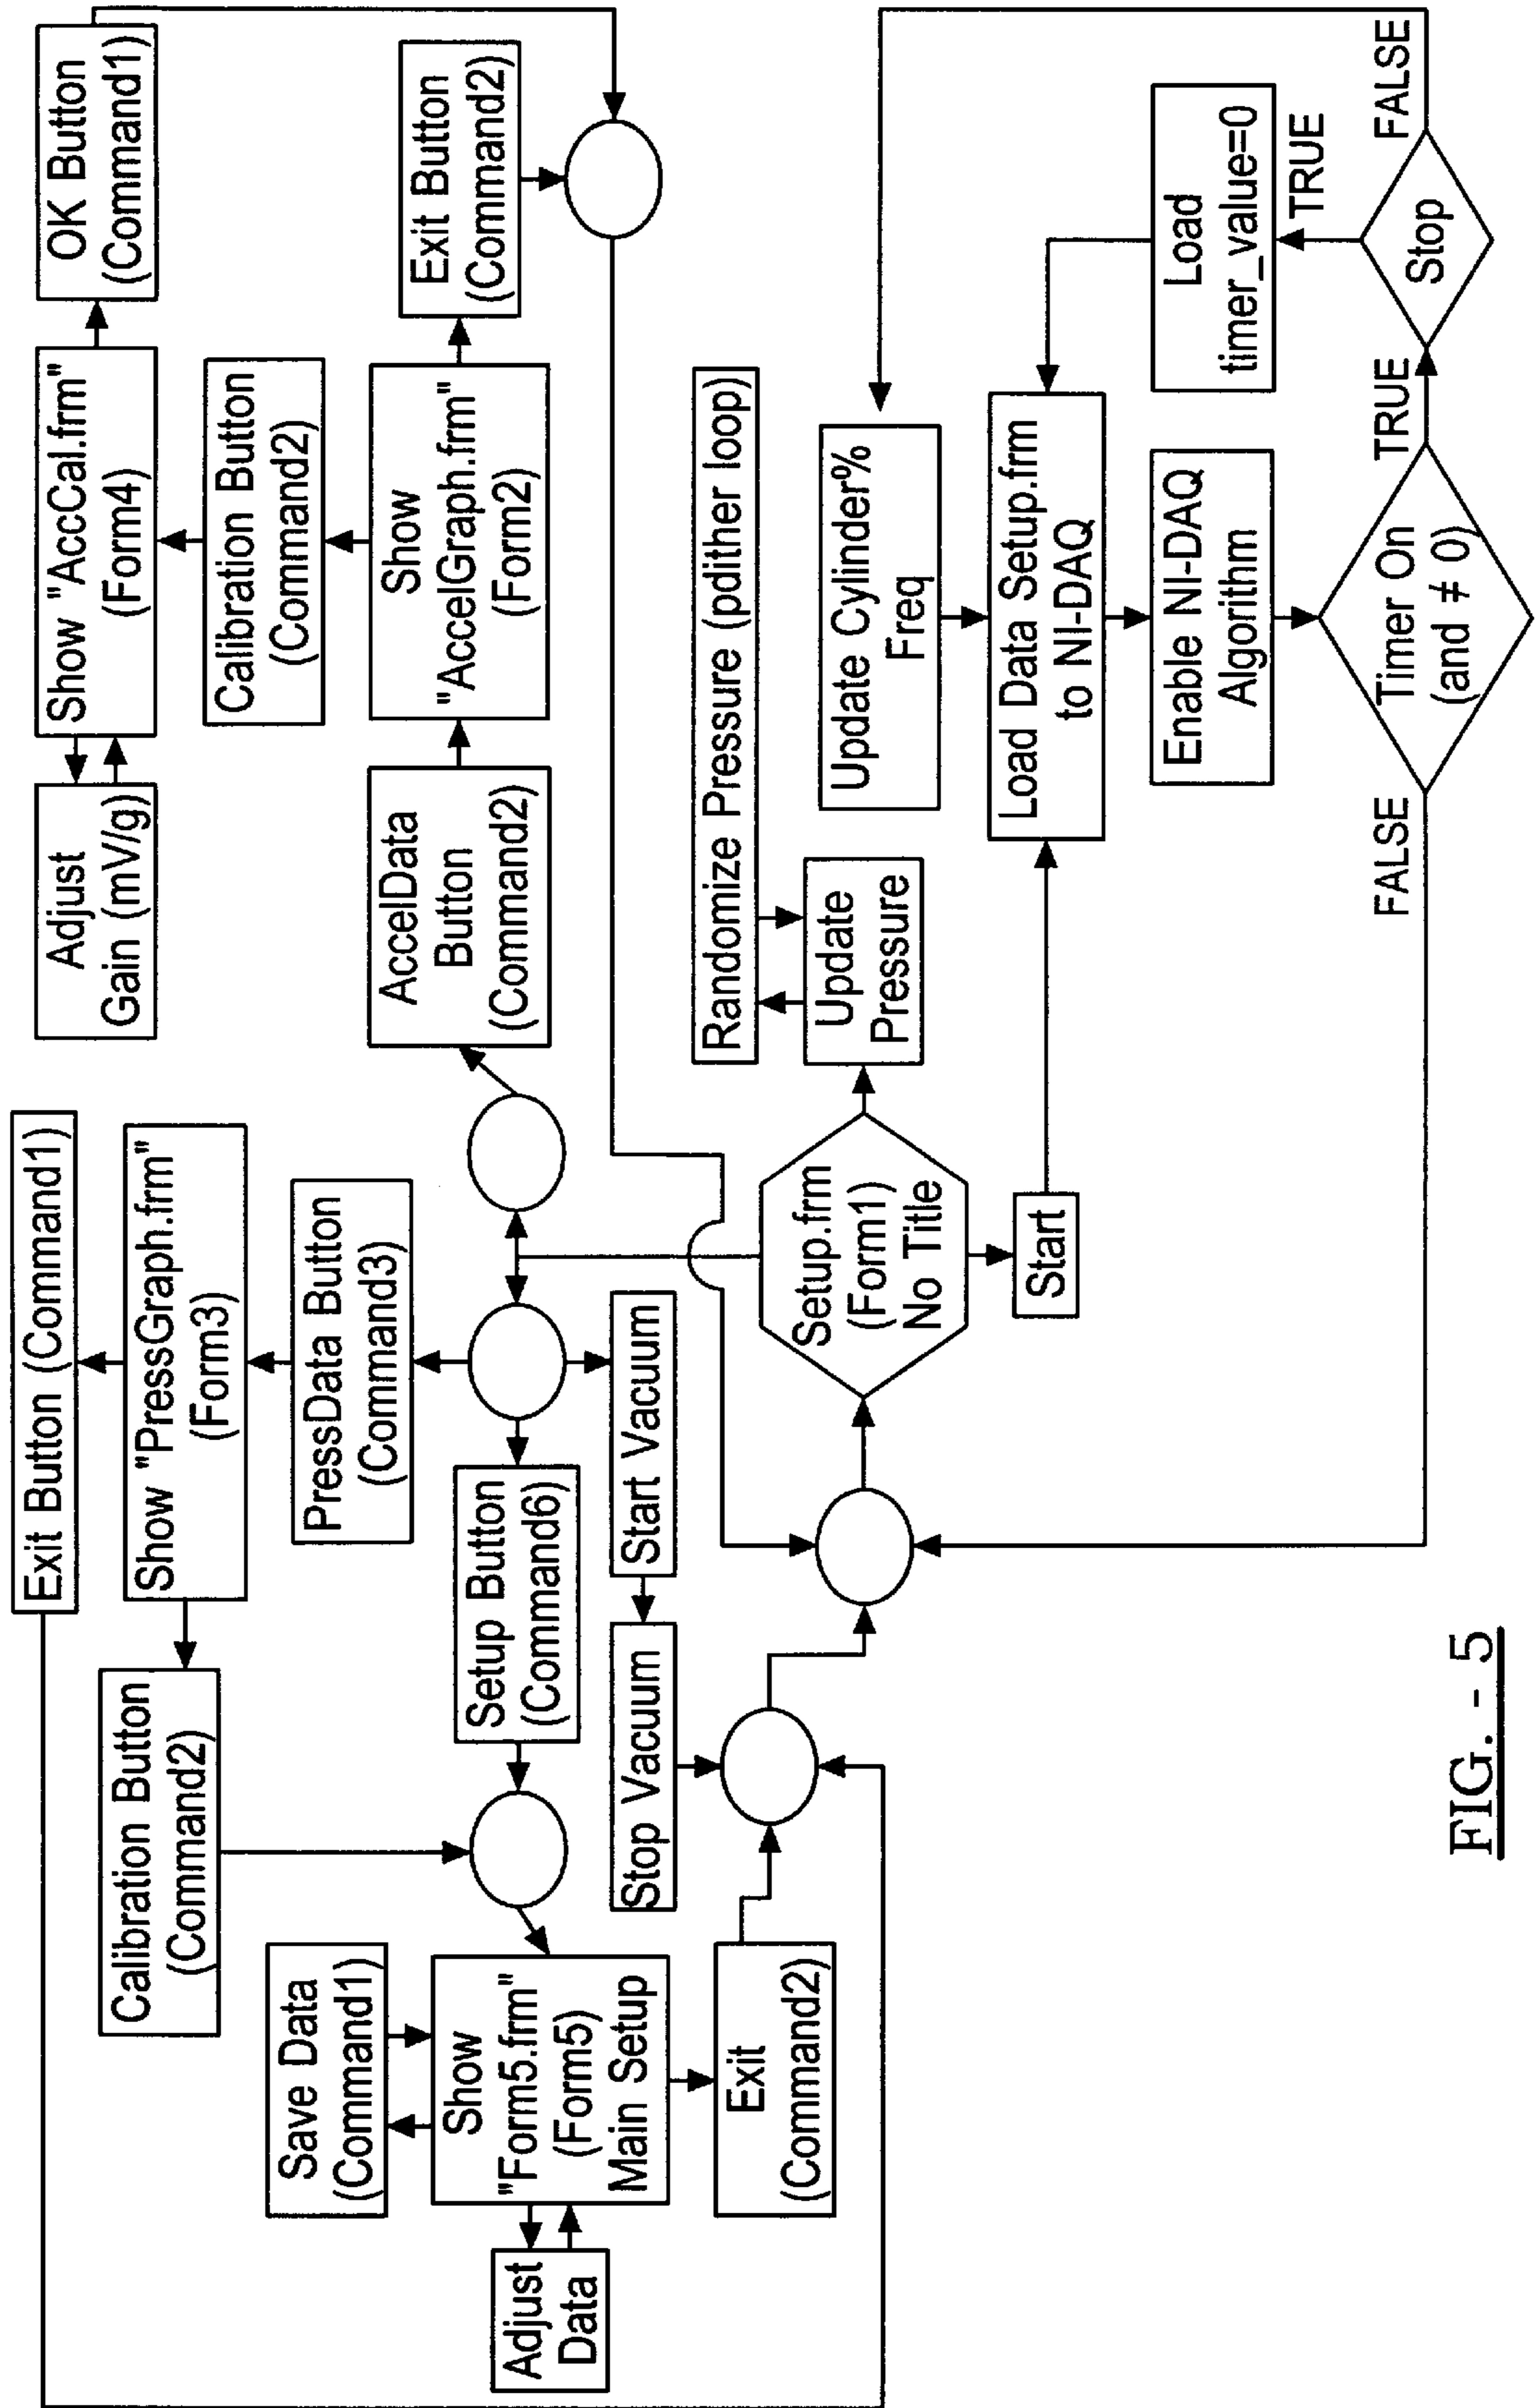 Exit Button (Command1)
Show "PressGraph.frm"
(Form3)
Calibration Button
(Command2)
PressData Button
(Command3)
Save Data
(Command1)
Adjust
Data
Show
"Form5.frm"
(Form5)
Main Setup
Exit
(Command2)
Setup Button
(Command6)
Stop Vacuum
Start Vacuum
Adjust
Gain (mV/g)
Show "AccCal.frm"
(Form4)
OK Button
(Command1)
Calibration Button
(Command2)
AccelData
Button
(Command2)
Show
"AccelGraph.frm"
(Form2)
Exit Button
(Command2)
Setup.frm
(Form1)
No Title
Randomize Pressure (pdither loop)
Update
Pressure
Start
Update Cylinder%
Freq
Load Data Setup.frm
to NI-DAQ
Enable NI-DAQ
Algorithm
Load
timer_value=0
Timer On
(and ≠ 0)
FALSE
TRUE
Stop
TRUE
FALSE
FIG. - 5